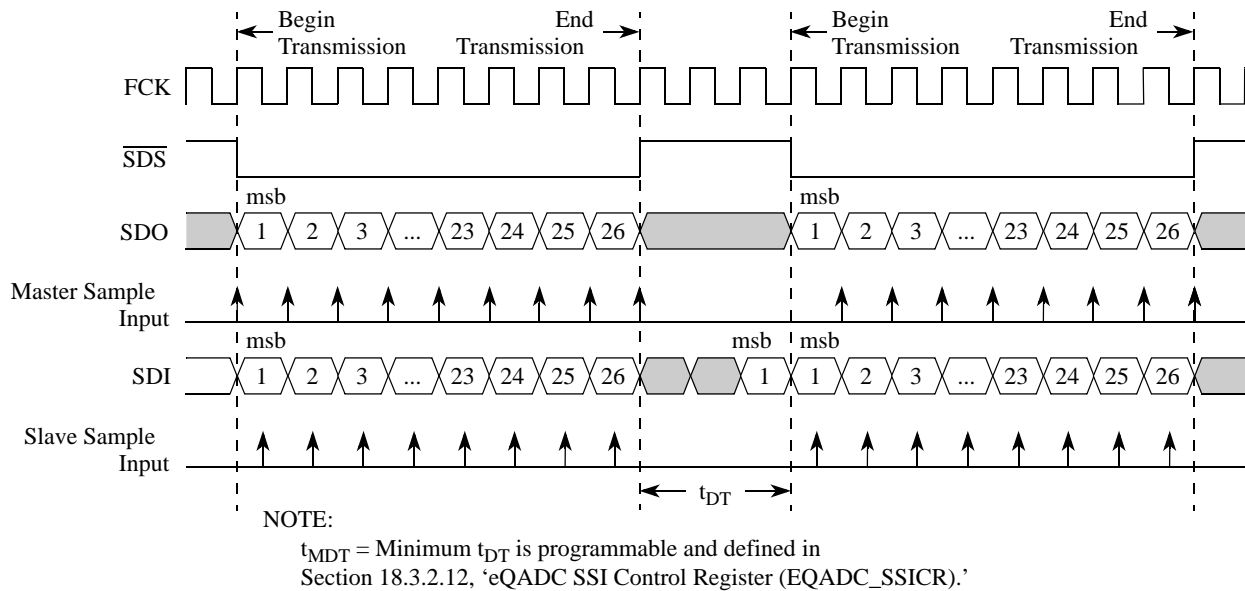 Begin End Begin End
Transmission Transmission Transmission Transmission
FCK
SDS
msb msb
SDO 1 2 3 ... 23 24 25 26 1 2 3 ... 23 24 25 26
Master Sample
Input
msb msb msb
SDI 1 2 3 ... 23 24 25 26 1 1 2 3 ... 23 24 25 26
Slave Sample
Input
tDT
NOTE:
tMDT = Minimum tDT is programmable and defined in
Section 18.3.2.12, ‘eQADC SSI Control Register (EQADC_SSICR).’